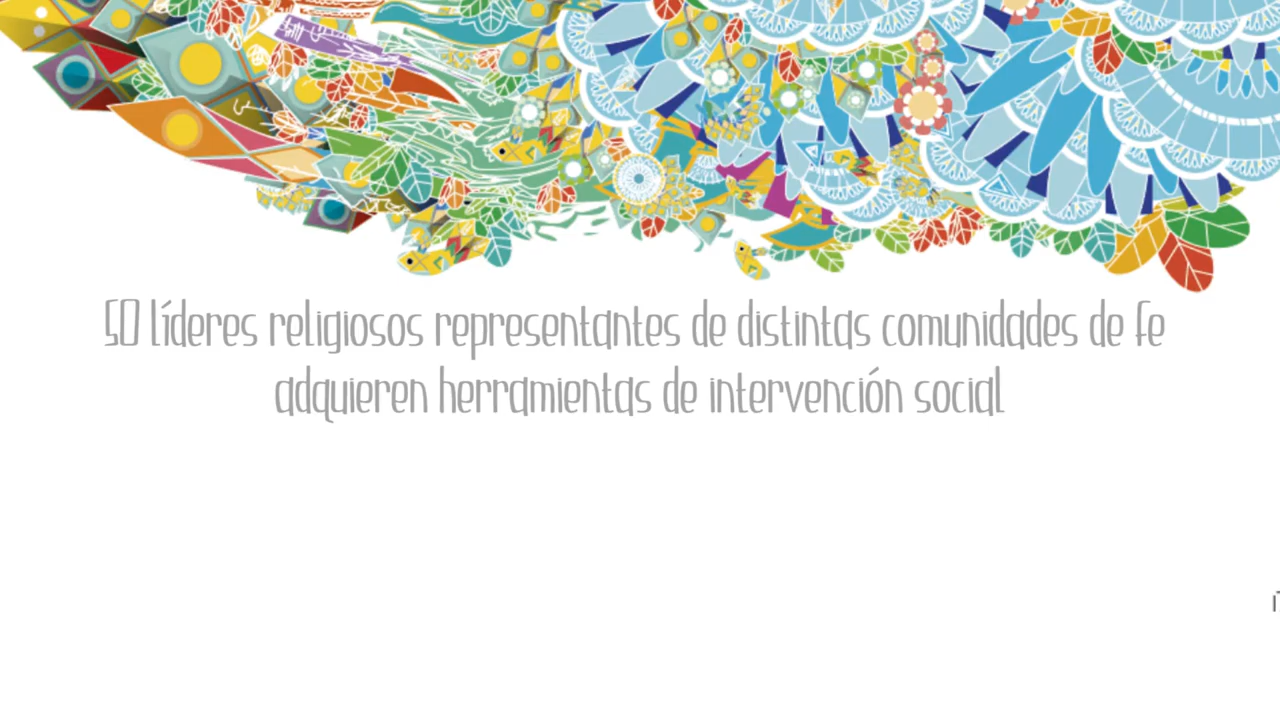 50 líderes religiosos representantes de distintas comunidades de fe
adquieren herramientas de intervención social